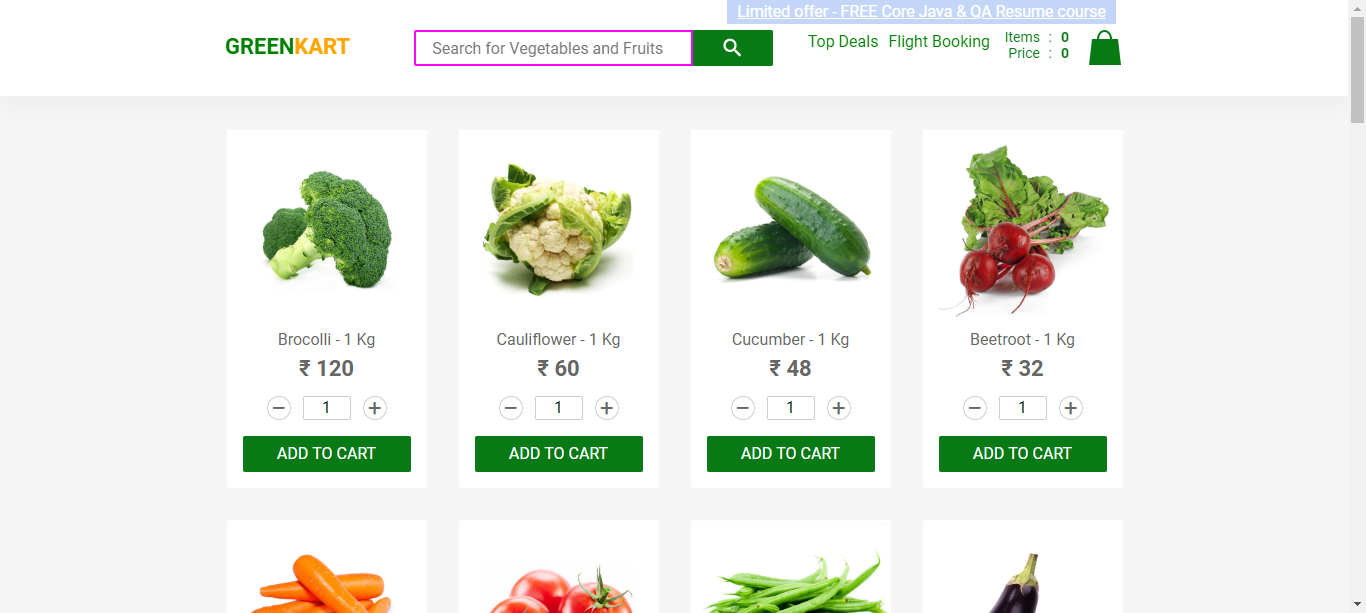 Limited offer - FREE Core Java & QA Resume course
GREENKART
Search for Vegetables and Fruits
Top Deals Flight Booking
Items : 0
Price : 0
Brocolli - 1 Kg
₹ 120
− 1 +
ADD TO CART
Cauliflower - 1 Kg
₹ 60
− 1 +
ADD TO CART
Cucumber - 1 Kg
₹ 48
− 1 +
ADD TO CART
Beetroot - 1 Kg
₹ 32
− 1 +
ADD TO CART